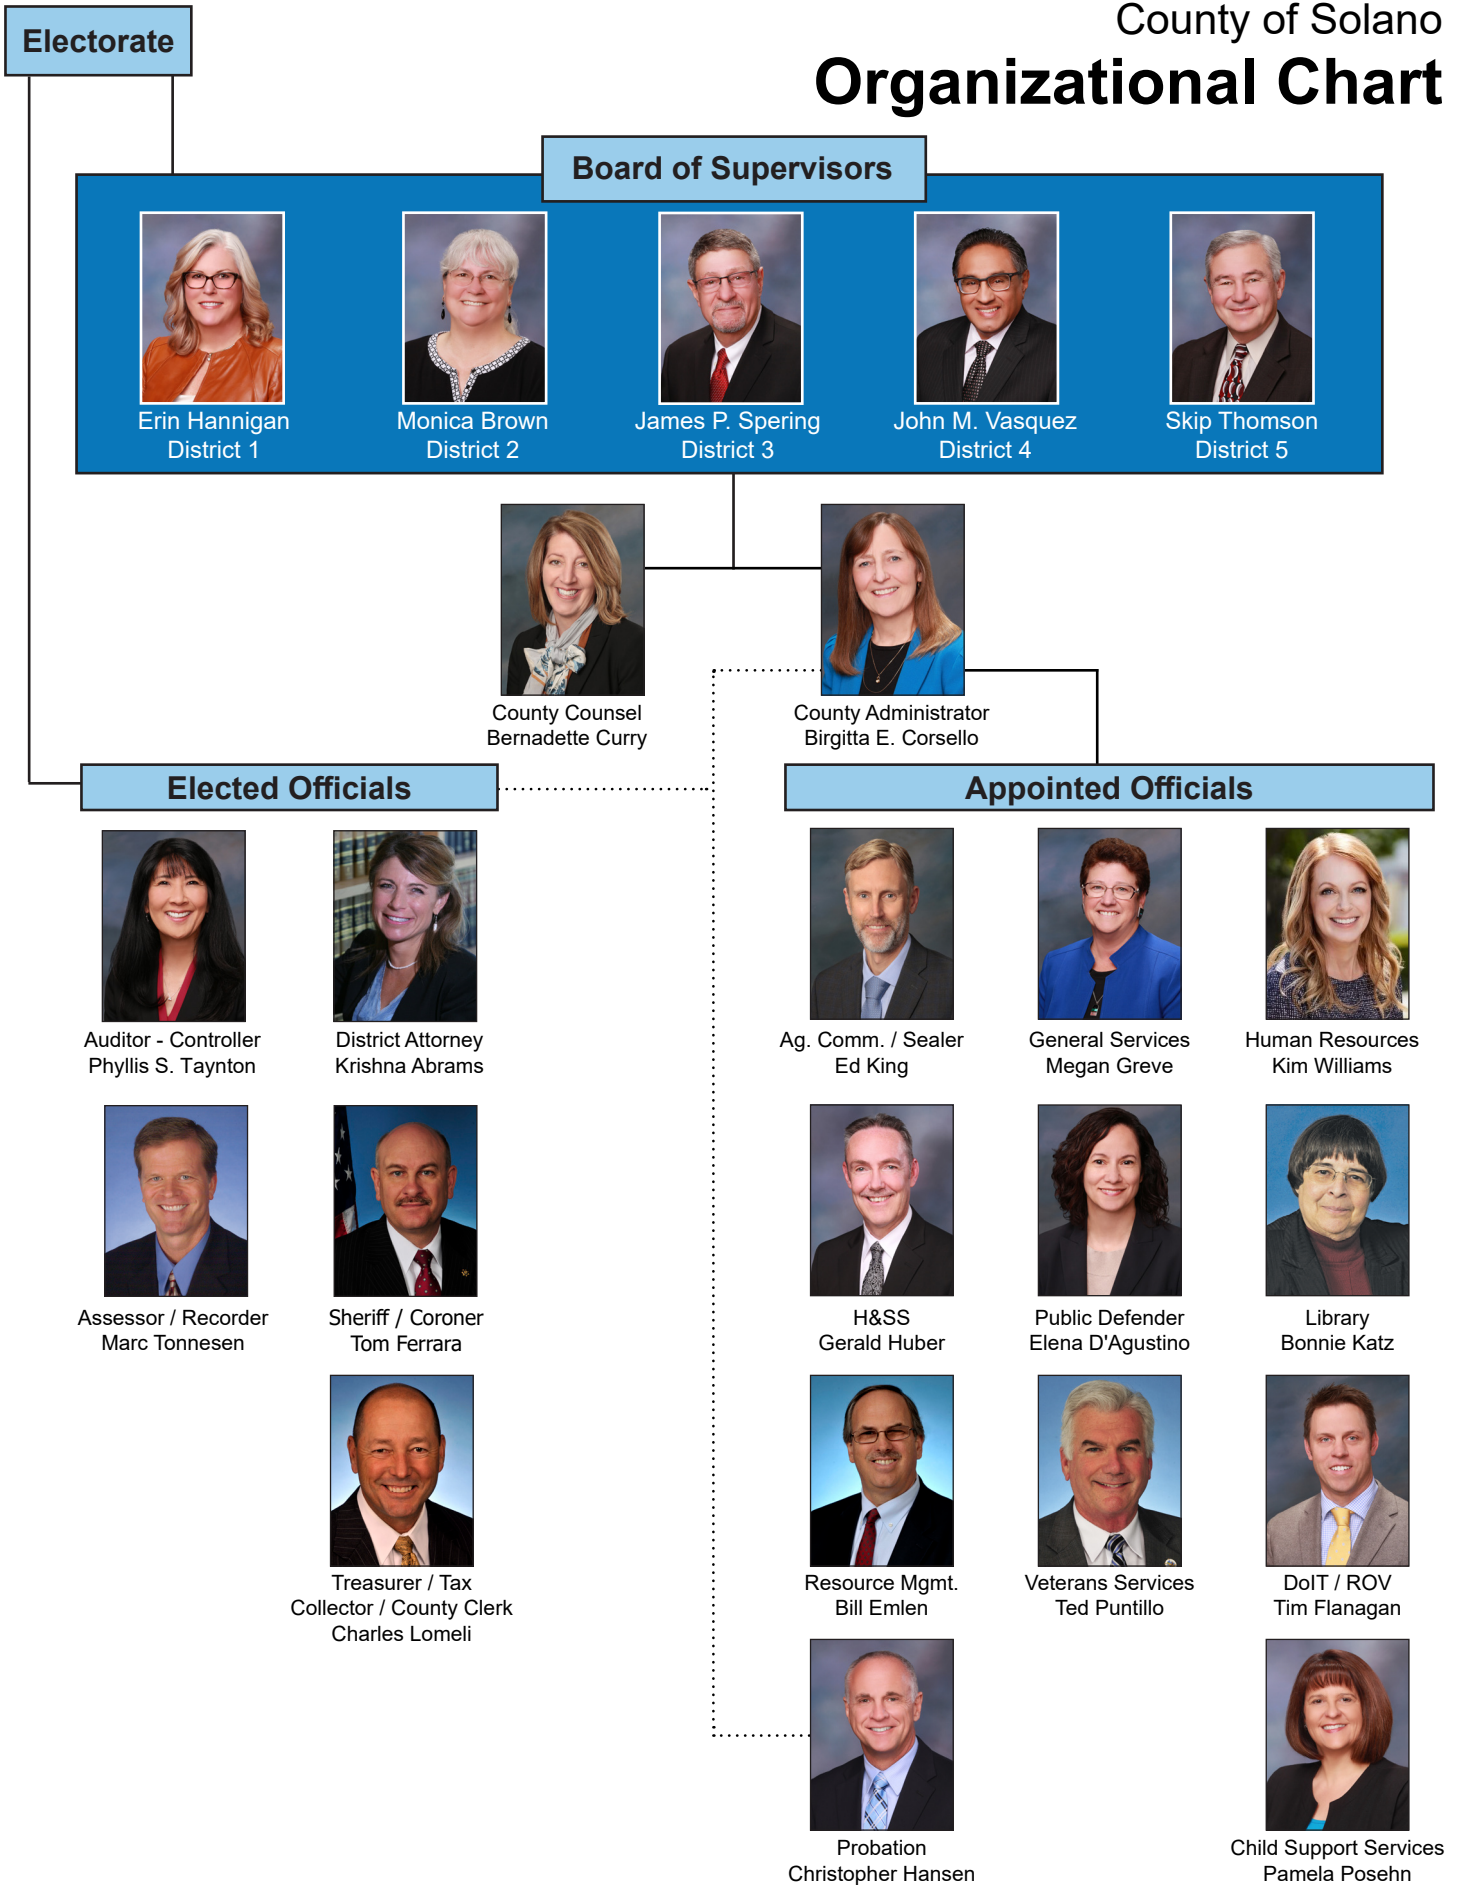 Electorate
County of Solano
Organizational Chart
Board of Supervisors
Erin Hannigan
District 1
Monica Brown
District 2
James P. Spering
District 3
John M. Vasquez
District 4
Skip Thomson
District 5
County Counsel
Bernadette Curry
County Administrator
Birgitta E. Corsello
Elected Officials
Auditor - Controller
Phyllis S. Taynton
District Attorney
Krishna Abrams
Assessor / Recorder
Marc Tonnesen
Sheriff / Coroner
Tom Ferrara
Treasurer / Tax
Collector / County Clerk
Charles Lomeli
Appointed Officials
Ag. Comm. / Sealer
Ed King
General Services
Megan Greve
Human Resources
Kim Williams
H&SS
Gerald Huber
Public Defender
Elena D'Agustino
Library
Bonnie Katz
Resource Mgmt.
Bill Emlen
Veterans Services
Ted Puntillo
DoIT / ROV
Tim Flanagan
Probation
Christopher Hansen
Child Support Services
Pamela Posehn